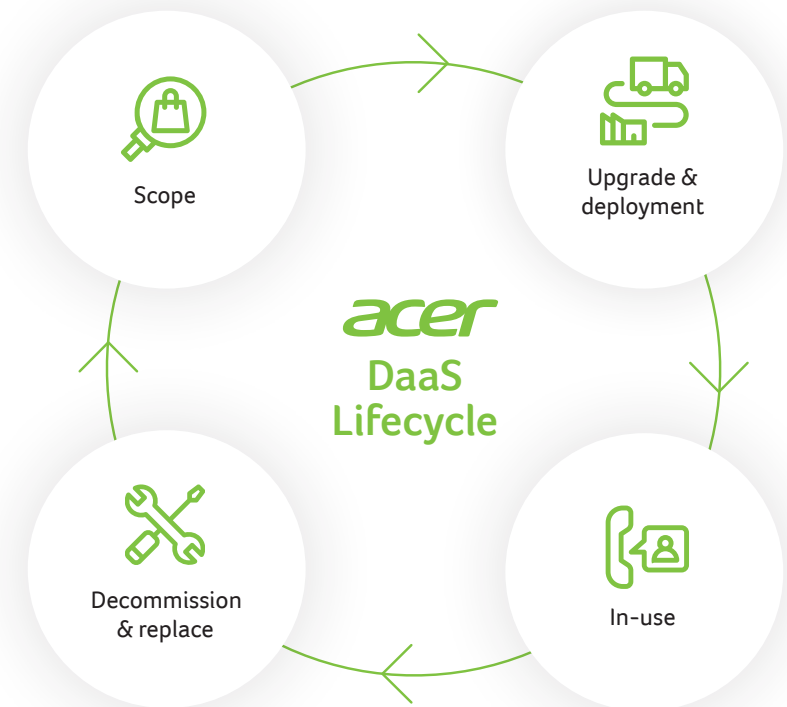 Scope
Upgrade &
deployment
acer
DaaS
Lifecycle
Decommission
& replace
In-use